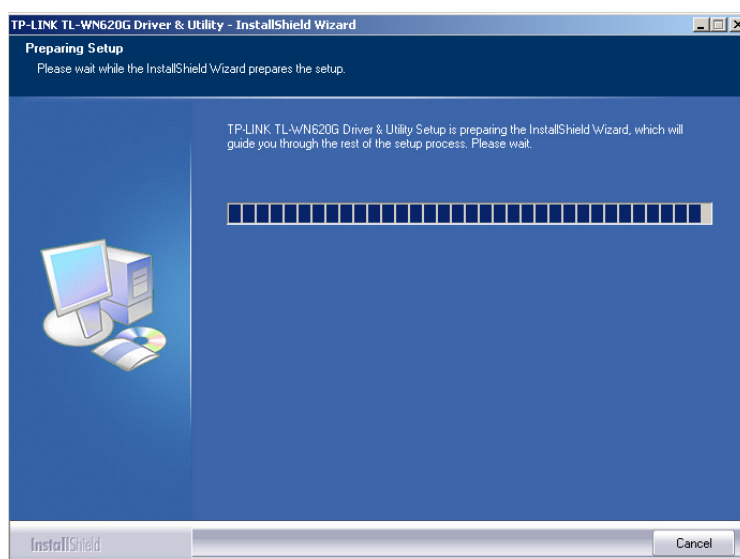 TP-LINK TL-WN620G Driver & Utility - InstallShield Wizard
Preparing Setup
Please wait while the InstallShield Wizard prepares the setup.
TP-LINK TL-WN620G Driver & Utility Setup is preparing the InstallShield Wizard, which will
guide you through the rest of the setup process. Please wait.
InstallShield
Cancel